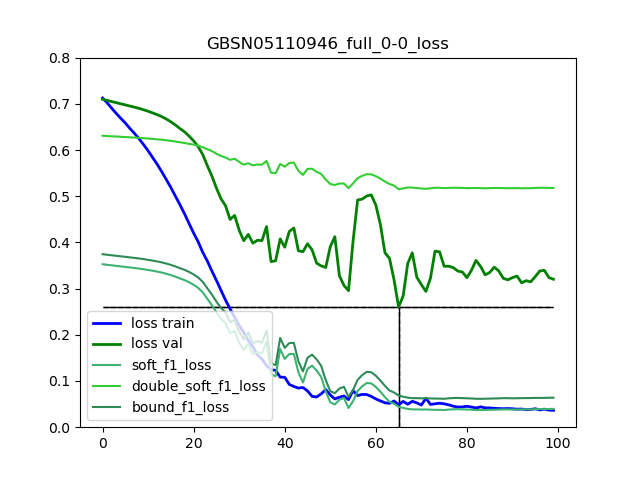 GBSN05110946_full_0-0_loss
0.8
0.7
0.6
0.5
0.4
0.3
0.2
0.1
0.0
loss train
loss val
soft_f1_loss
double_soft_f1_loss
bound_f1_loss
0 20 40 60 80 100